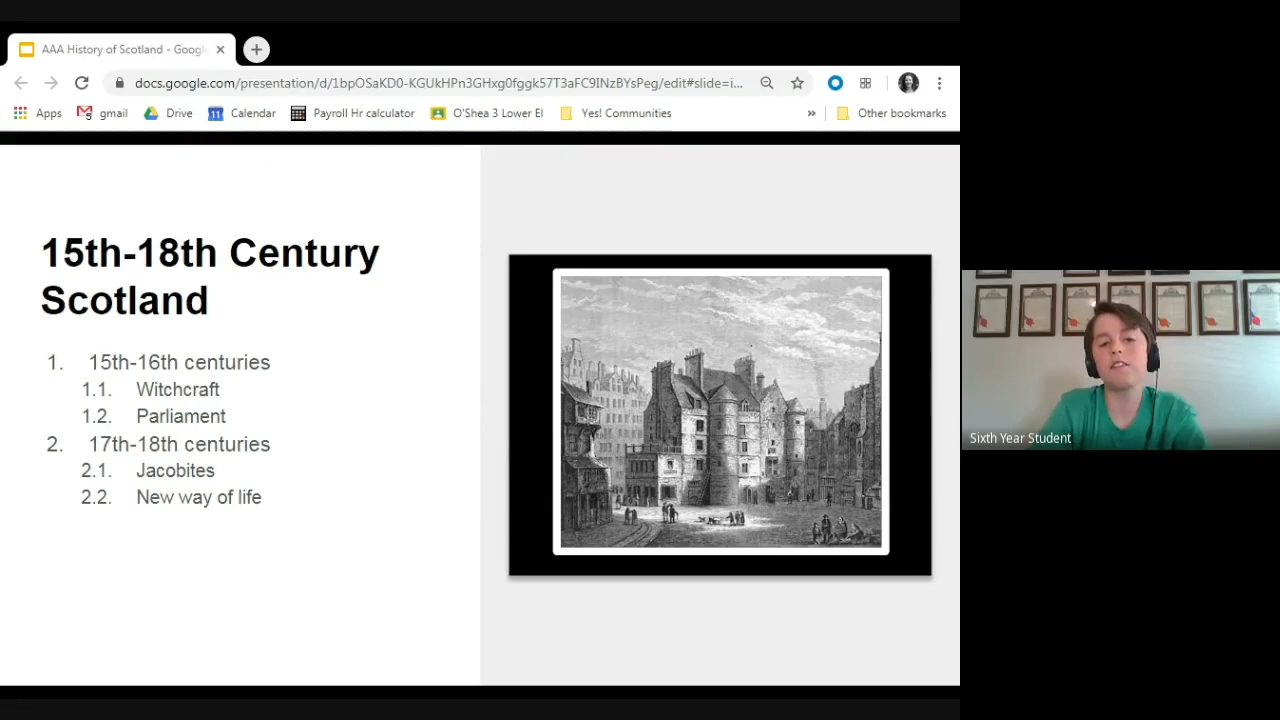 AAA History of Scotland - Googl
docs.google.com/presentation/d/1bpOSaKD0-KGUkHPn3GHxg0fggk57T3aFC9INzBYsPeg/edit#slide=i...
Apps gmail 11 Calendar Drive Payroll Hr calculator O'Shea 3 Lower El Yes! Communities » Other bookmarks
15th-18th Century
Scotland
1. 15th-16th centuries
1.1. Witchcraft
1.2. Parliament
2. 17th-18th centuries
2.1. Jacobites
2.2. New way of life
Sixth Year Student